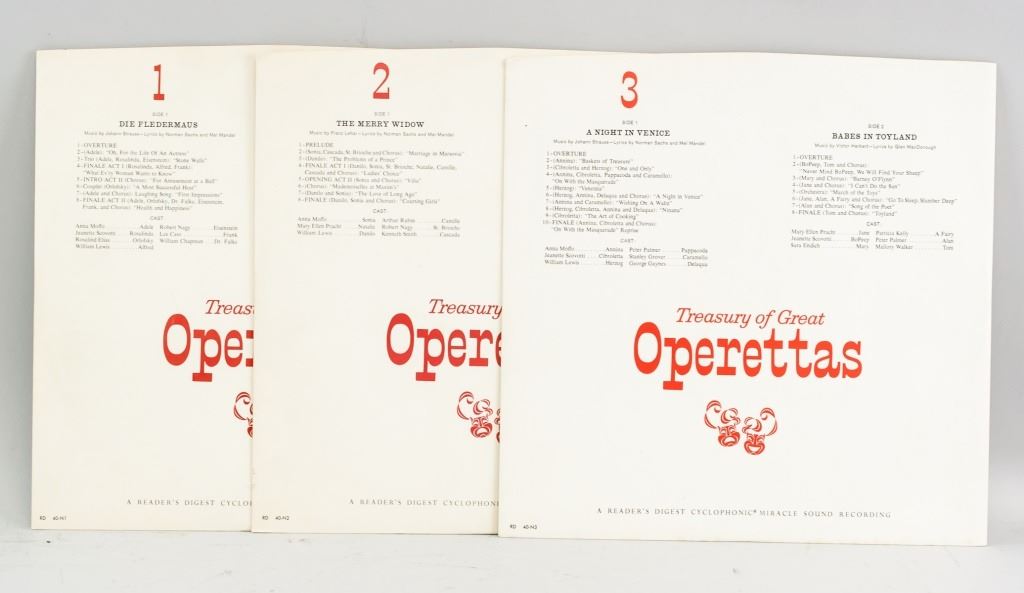 1
SIDE 1
DIE FLEDERMAUS
Music by Johann Strauss—Lyrics by Norman Sachs and Mel Mandel
1–OVERTURE
2–(Adele): "Oh, For the Life Of An Actress"
3–Trio (Adele, Rosalinda, Eisenstein): "Stone Walls"
4–FINALE ACT I (Rosalinda, Alfred, Frank):
"What Ev'ry Woman Wants to Know"
5–INTRO ACT II (Chorus): "For Amusement at a Ball"
6–Couplet (Orlofsky): "A Most Successful Host"
7–(Adele and Chorus) Laughing Song: "First Impressions"
8–FINALE ACT II (Adele, Orlofsky, Dr. Falke, Eisenstein,
Frank, and Chorus): "Health and Happiness"
CAST
Anna Moffo Adele Robert Nagy Eisenstein
Jeanette Scovotti Rosalinda Lee Cass Frank
Rosalind Elias Orlofsky William Chapman Dr. Falke
William Lewis Alfred
Treasu
Oper
A READER'S DIGEST CYCLO
RD 40-N1
2
SIDE 1
THE MERRY WIDOW
Music by Franz Lehar—Lyrics by Norman Sachs and Mel Mandel
1–PRELUDE
2–(Sonia, Cascada, St. Brioche and Chorus): "Marriage in Marsovia"
3–(Danilo): "The Problems of a Prince"
4–FINALE ACT I (Danilo, Sonia, St. Brioche, Natalie, Camille,
Cascada and Chorus): "Ladies' Choice"
5–OPENING ACT II (Sonia and Chorus): "Vilia"
6–(Chorus): "Mademoiselles at Maxim's"
7–(Danilo and Sonia): "The Love of Long Ago"
8–FINALE (Danilo, Sonia and Chorus): "Courting Girls"
CAST
Anna Moffo Sonia Arthur Rubin Camille
Mary Ellen Pracht Natalie Robert Nagy St. Brioche
William Lewis Danilo Kenneth Smith Cascada
Treasury
Opere
A READER'S DIGEST CYCLOPHONIC
RD 40-N2
3
SIDE 1
A NIGHT IN VENICE
Music by Johann Strauss—Lyrics by Norman Sachs and Mel Mandel
1–OVERTURE
2–(Annina): "Baskets of Treasure"
3–(Cibroletta and Herzog): "One and Only"
4–(Annina, Cibroletta, Pappacoda and Caramello):
"On With the Masquerade"
5–(Herzog): "Venetia"
6–(Herzog, Annina, Delaqua and Chorus): "A Night in Venice"
7–(Annina and Caramello): "Wishing On A Waltz"
8–(Herzog, Cibroletta, Annina and Delaqua): "Ninana"
9–(Cibroletta): "The Art of Cooking"
10–FINALE (Annina, Cibroletta and Chorus):
"On With the Masquerade" Reprise
CAST
Anna Moffo Annina Peter Palmer Pappacoda
Jeanette Scovotti Cibroletta Stanley Grover Caramello
William Lewis Herzog George Gaynes Delaqua
SIDE 2
BABES IN TOYLAND
Music by Victor Herbert—Lyrics by Glen MacDonough
1–OVERTURE
2–(BoPeep, Tom and Chorus):
"Never Mind BoPeep, We Will Find Your Sheep"
3–(Mary and Chorus): "Barney O'Flynn"
4–(Jane and Chorus): "I Can't Do the Sum"
5–(Orchestra): "March of the Toys"
6–(Jane, Alan, A Fairy and Chorus): "Go To Sleep, Slumber Deep"
7–(Alan and Chorus): "Song of the Poet"
8–FINALE (Tom and Chorus): "Toyland"
CAST
Mary Ellen Pracht Jane Patricia Kelly A Fairy
Jeanette Scovotti BoPeep Peter Palmer Alan
Sara Endich Mary Mallory Walker Tom
Treasury of Great
Operettas
A READER'S DIGEST CYCLOPHONIC® MIRACLE SOUND RECORDING
RD 40-N3